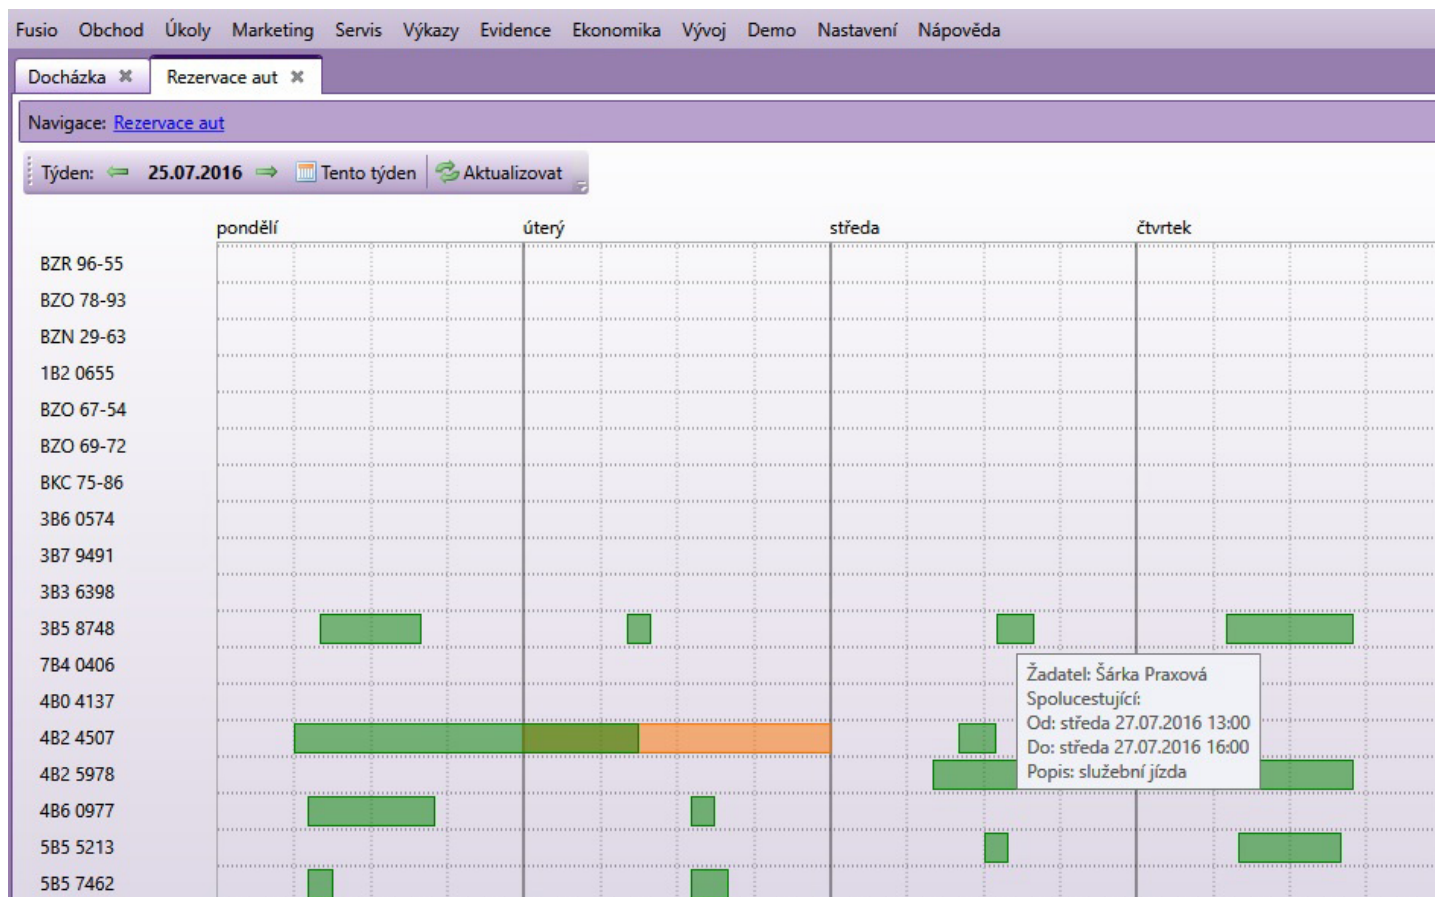 Fusio Obchod Úkoly Marketing Servis Výkazy Evidence Ekonomika Vývoj Demo Nastavení Nápověda
Docházka Rezervace aut
Navigace: Rezervace aut
Týden: 25.07.2016 Tento týden Aktualizovat
pondělí úterý středa čtvrtek
BZR 96-55
BZO 78-93
BZN 29-63
1B2 0655
BZO 67-54
BZO 69-72
BKC 75-86
3B6 0574
3B7 9491
3B3 6398
3B5 8748
7B4 0406
4B0 4137
4B2 4507
4B2 5978
4B6 0977
5B5 5213
5B5 7462
Žadatel: Šárka Praxová
Spolucestující:
Od: středa 27.07.2016 13:00
Do: středa 27.07.2016 16:00
Popis: služební jízda